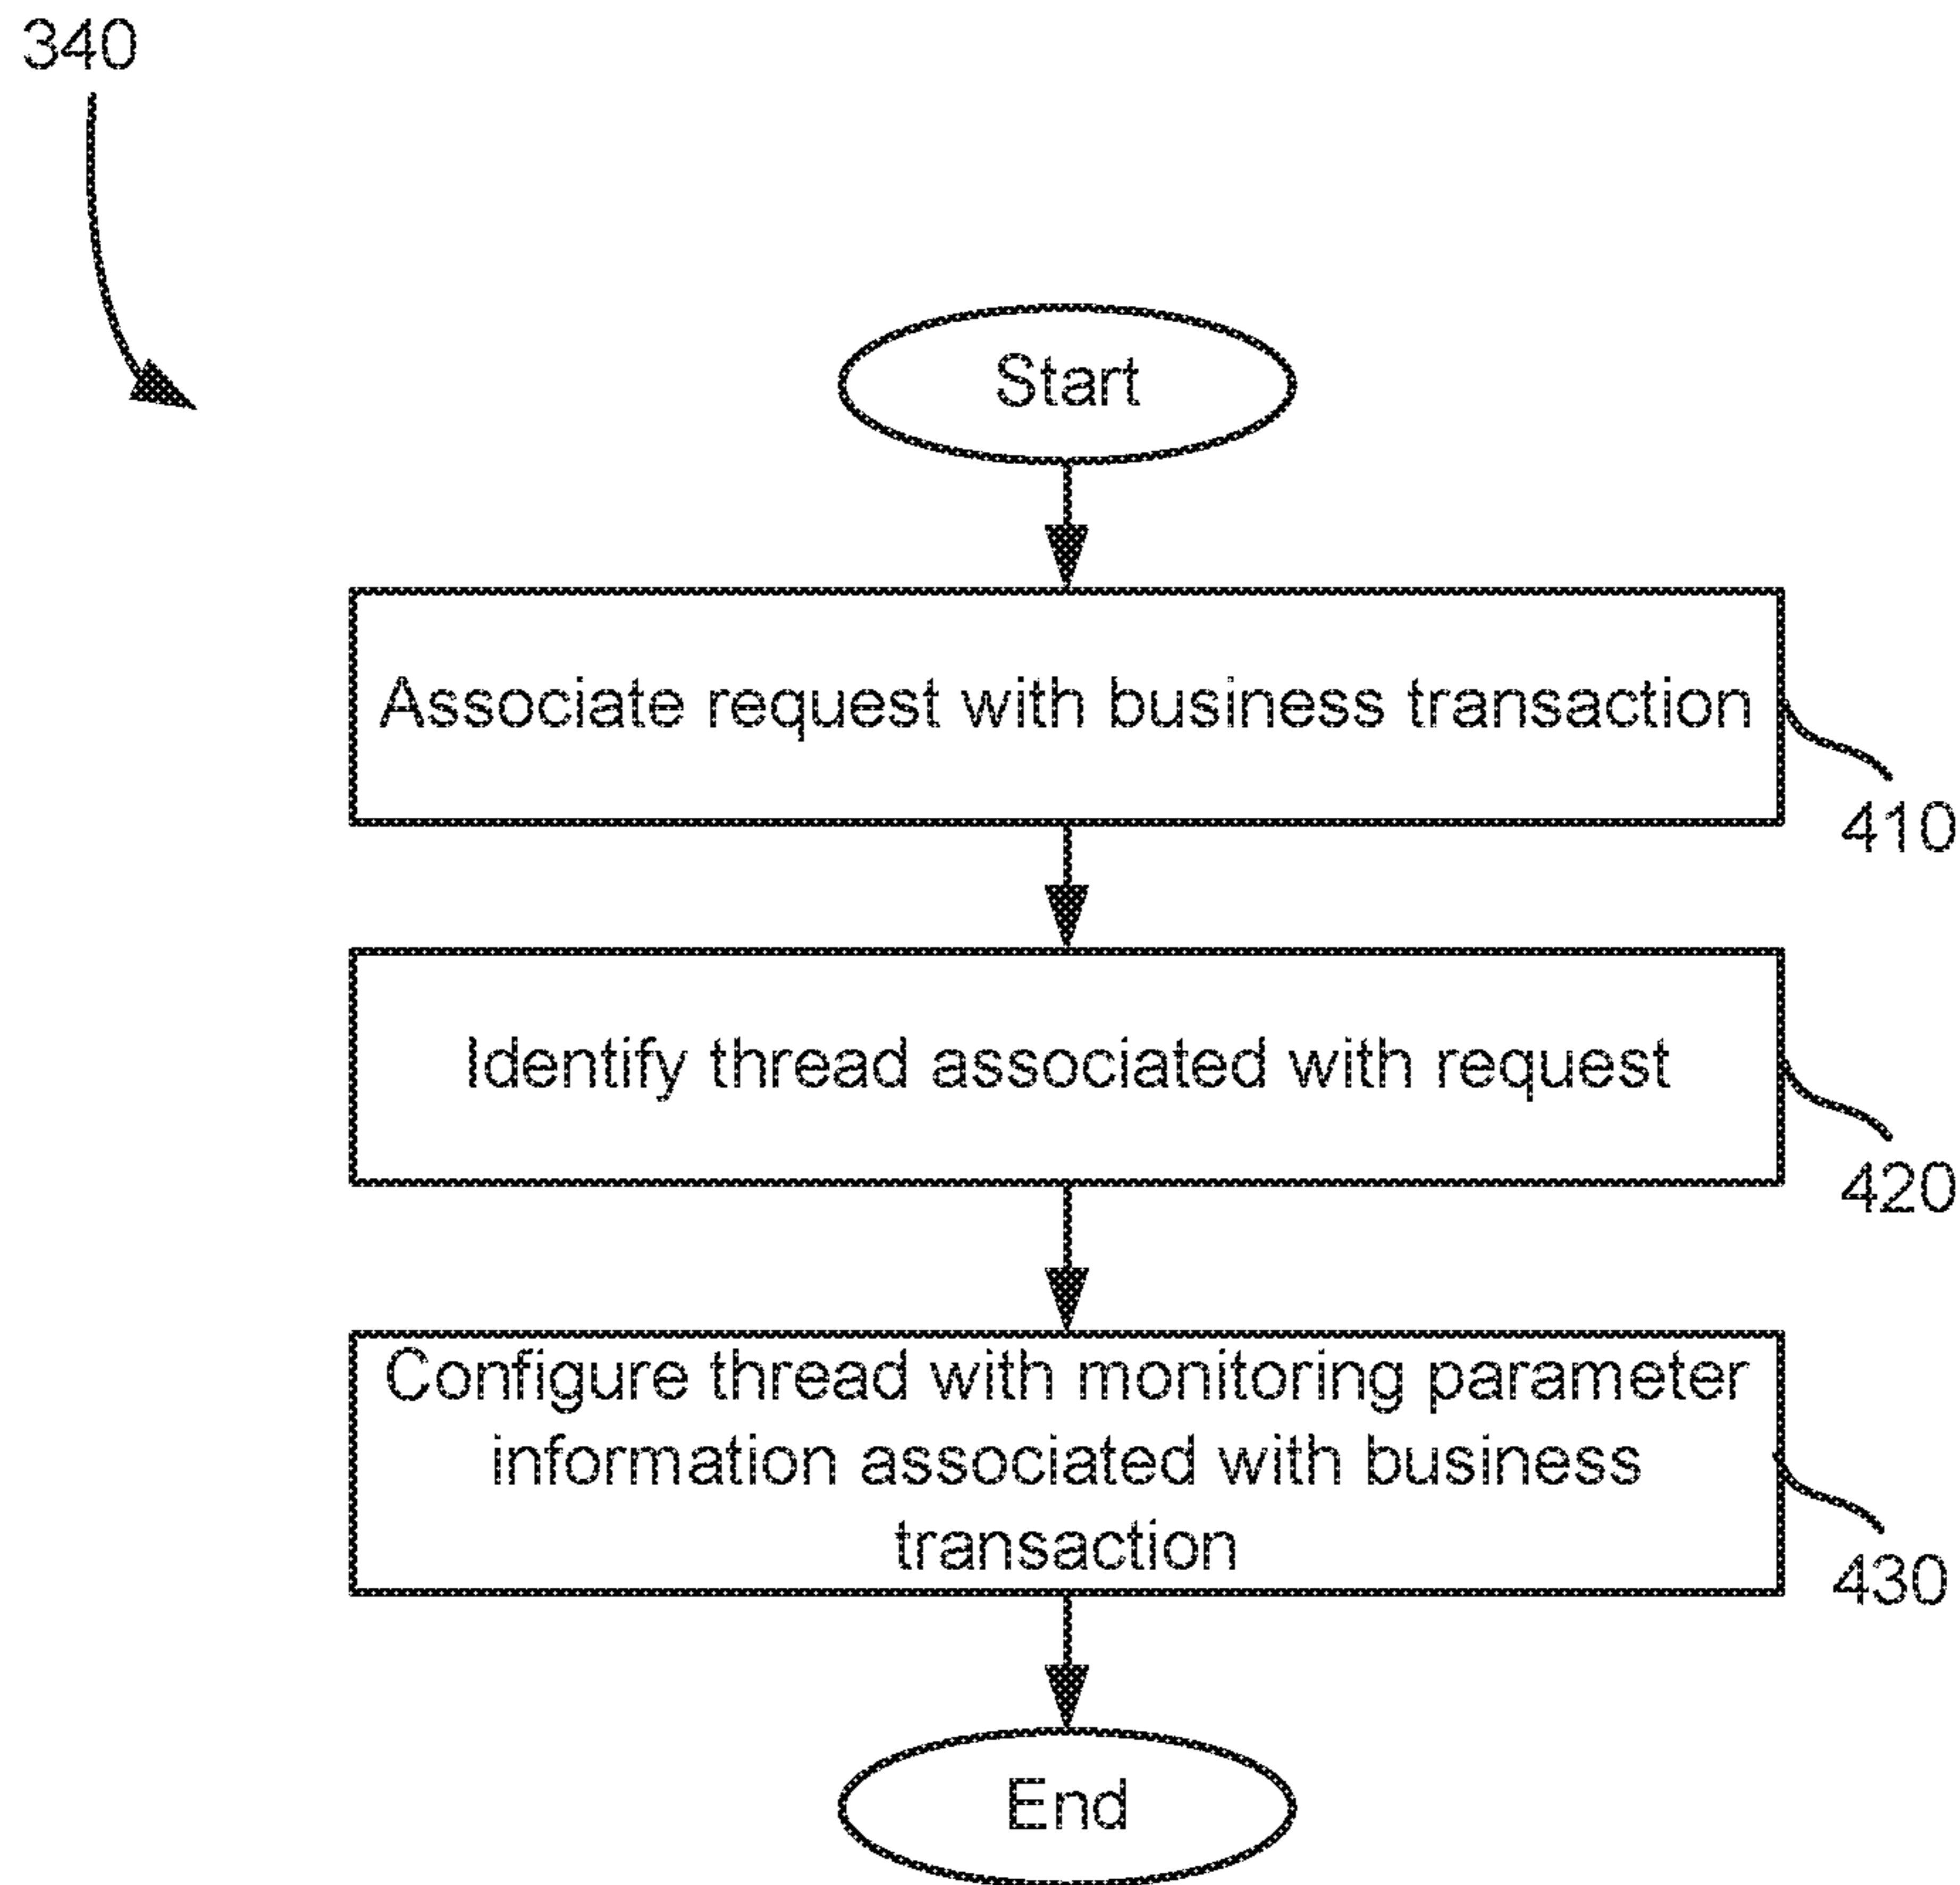 340
Start
Associate request with business transaction
410
Identify thread associated with request
420
Configure thread with monitoring parameter
information associated with business
transaction
430
End